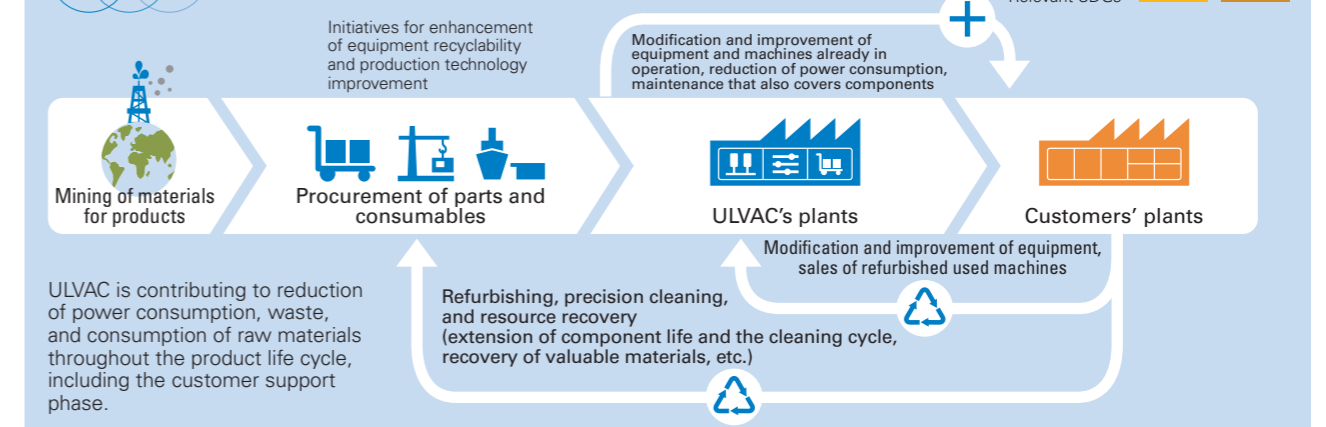 Relevant SDGs
Initiatives for enhancement
of equipment recyclability
and production technology
improvement
Modification and improvement of
equipment and machines already in
operation, reduction of power consumption,
maintenance that also covers components
Mining of materials
for products
Procurement of parts and
consumables
ULVAC’s plants
Customers’ plants
Modification and improvement of equipment,
sales of refurbished used machines
ULVAC is contributing to reduction
of power consumption, waste,
and consumption of raw materials
throughout the product life cycle,
including the customer support
phase.
Refurbishing, precision cleaning,
and resource recovery
(extension of component life and the cleaning cycle,
recovery of valuable materials, etc.)